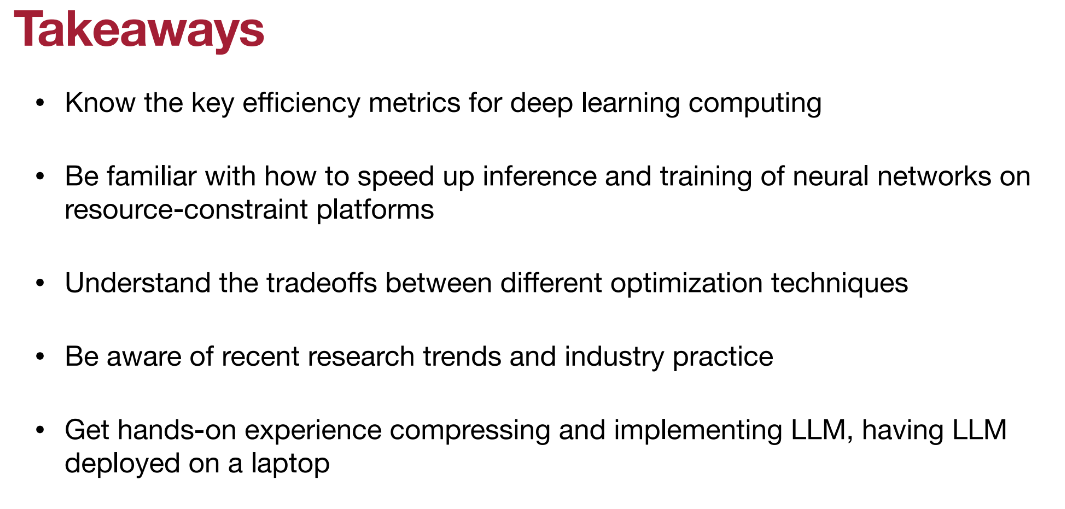 Takeaways
• Know the key efficiency metrics for deep learning computing
• Be familiar with how to speed up inference and training of neural networks on
resource-constraint platforms
• Understand the tradeoffs between different optimization techniques
• Be aware of recent research trends and industry practice
• Get hands-on experience compressing and implementing LLM, having LLM
deployed on a laptop